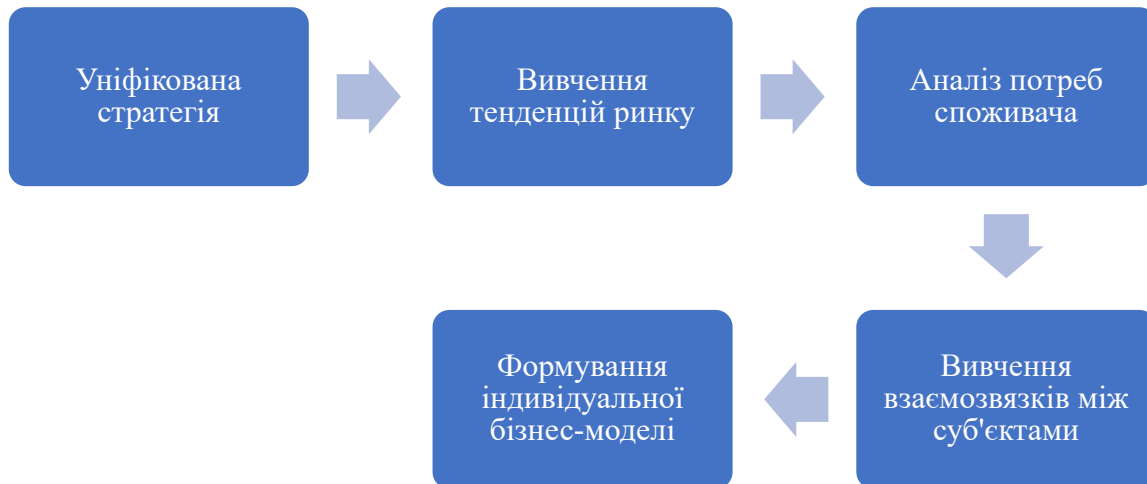 Уніфікована
стратегія
Вивчення
тенденцій ринку
Аналіз потреб
споживача
Вивчення
взаємозвязків між
суб'єктами
Формування
індивідуальної
бізнес-моделі